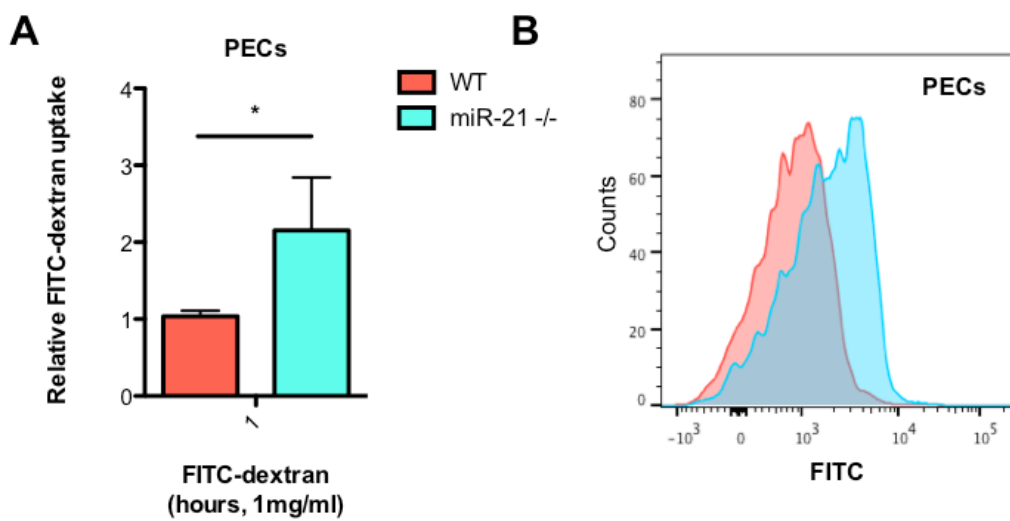 A
PECs
Relative FITC-dextran uptake
4
3
2
1
0
*
1
FITC-dextran
(hours, 1mg/ml)
WT
miR-21 -/-
B
PECs
Counts
80
60
40
20
0
-10³ 0 10³ 10⁴ 10⁵
FITC